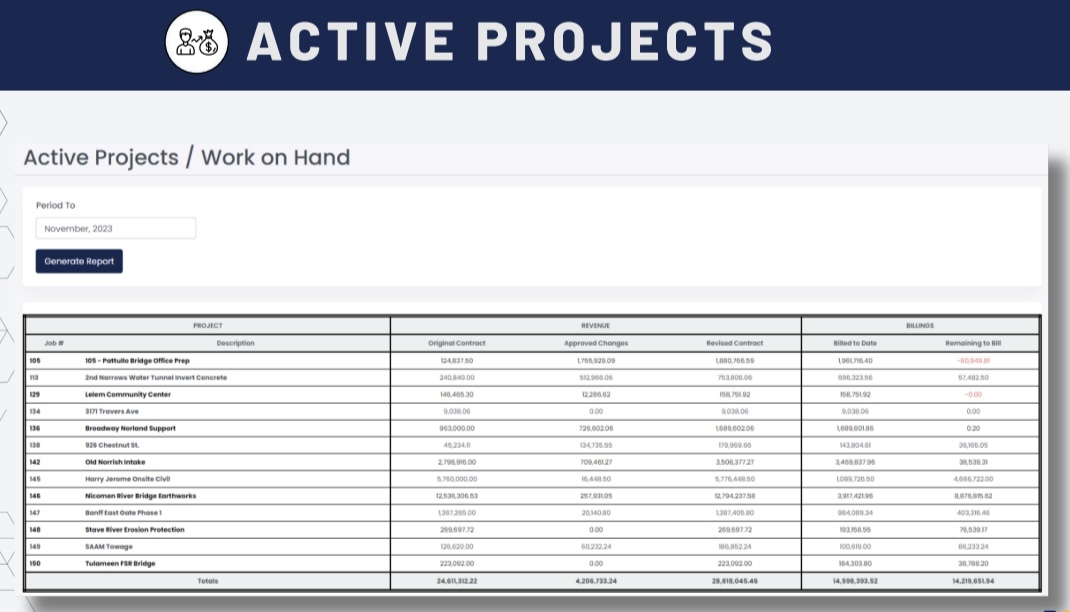 ACTIVE PROJECTS
Active Projects / Work on Hand
Period To
November, 2023
Generate Report
PROJECT REVENUE BILLINGS
Job # Description Original Contract Approved Changes Revised Contract Billed to Date Remaining to Bill
105 105 - Pattullo Bridge Office Prep 124,837.50 1,755,929.09 1,880,766.59 1,961,716.40 -80,949.81
113 2nd Narrows Water Tunnel Invert Concrete 240,840.00 512,966.06 753,806.06 696,323.56 57,482.50
129 Lelem Community Center 146,465.30 12,286.62 158,751.92 158,751.92 -0.00
134 3171 Trevers Ave 9,038.06 0.00 9,038.06 9,038.06 0.00
136 Broadway Norland Support 963,000.00 726,602.06 1,689,602.06 1,689,601.86 0.20
138 926 Chestnut St. 45,234.11 134,735.55 179,969.66 143,804.61 36,165.05
142 Old Norrish Intake 2,798,916.00 709,461.27 3,508,377.27 3,469,837.96 38,539.31
145 Harry Jerome Onsite Civil 5,760,000.00 16,448.50 5,776,448.50 1,089,726.50 4,686,722.00
146 Nicomen River Bridge Earthworks 12,536,306.53 257,931.05 12,794,237.58 3,917,421.96 8,876,815.62
147 Banff East Gate Phase 1 1,367,265.00 20,140.80 1,387,405.80 984,089.34 403,316.46
148 Stave River Erosion Protection 269,697.72 0.00 269,697.72 193,158.55 76,539.17
149 SAAM Towage 126,620.00 60,232.24 186,852.24 100,619.00 86,233.24
150 Tulameen FSR Bridge 223,092.00 0.00 223,092.00 184,303.80 38,788.20
Totals 24,611,312.22 4,206,733.24 28,818,045.46 14,598,393.52 14,219,651.94